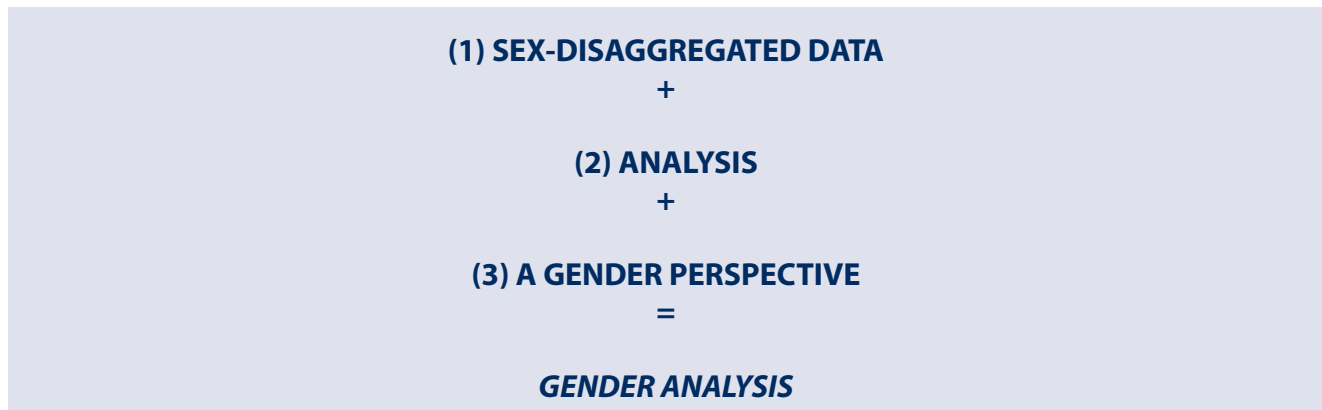 (1) SEX-DISAGGREGATED DATA
+
(2) ANALYSIS
+
(3) A GENDER PERSPECTIVE
=
GENDER ANALYSIS